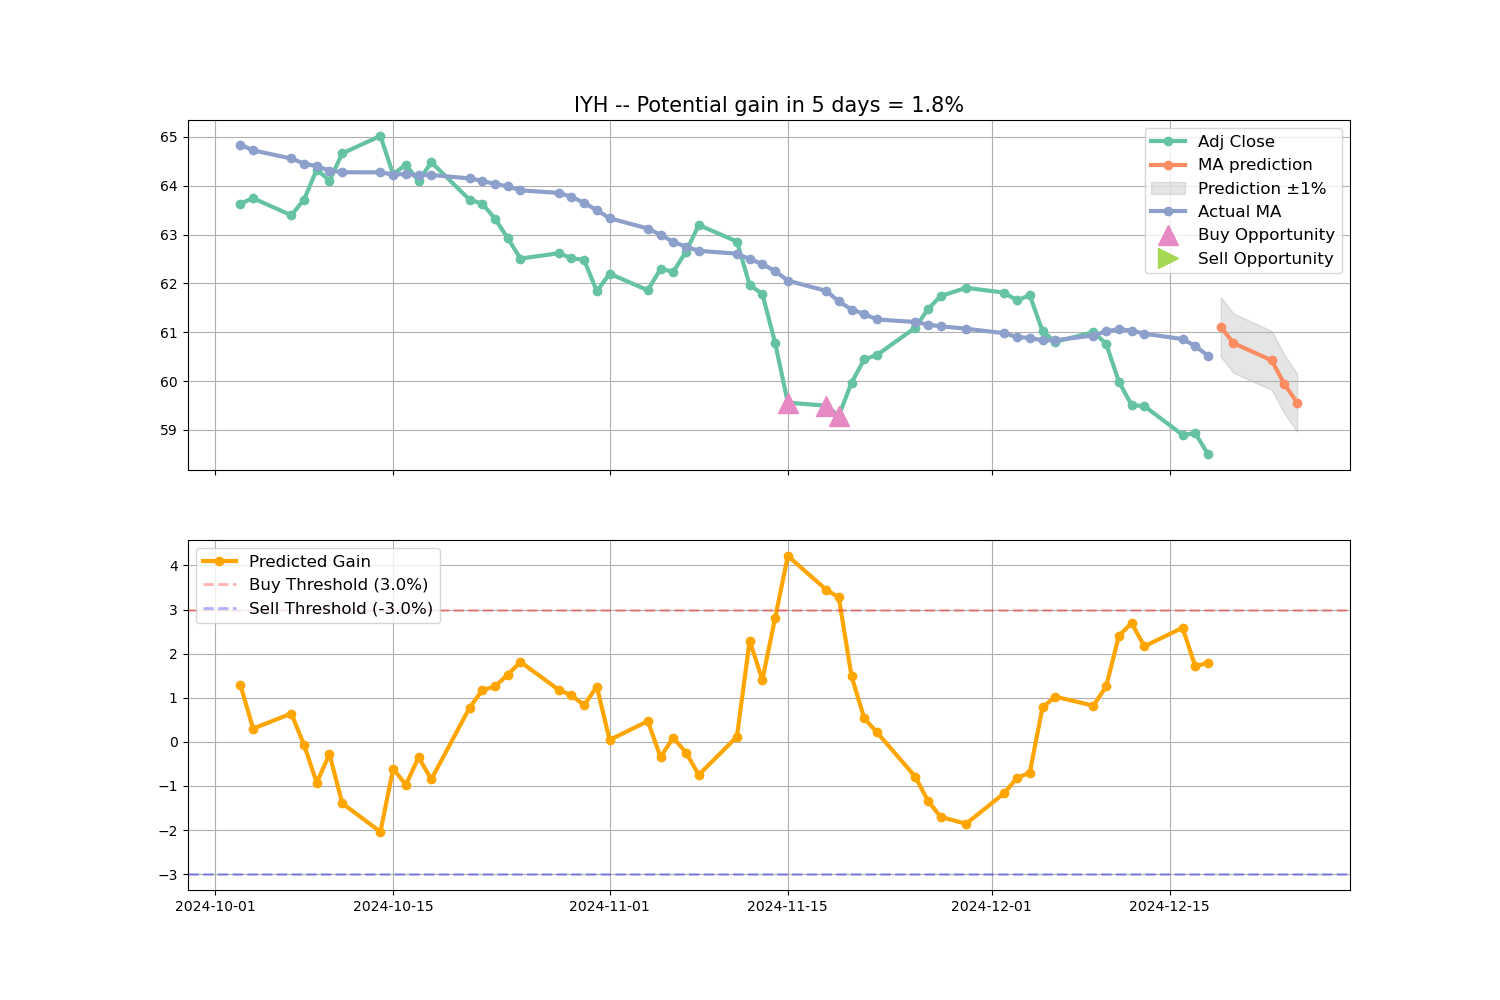 IYH -- Potential gain in 5 days = 1.8%
65
64
63
62
61
60
59
Adj Close
MA prediction
Prediction ±1%
Actual MA
Buy Opportunity
Sell Opportunity
4
3
2
1
0
−1
−2
−3
Predicted Gain
Buy Threshold (3.0%)
Sell Threshold (-3.0%)
2024-10-01
2024-10-15
2024-11-01
2024-11-15
2024-12-01
2024-12-15